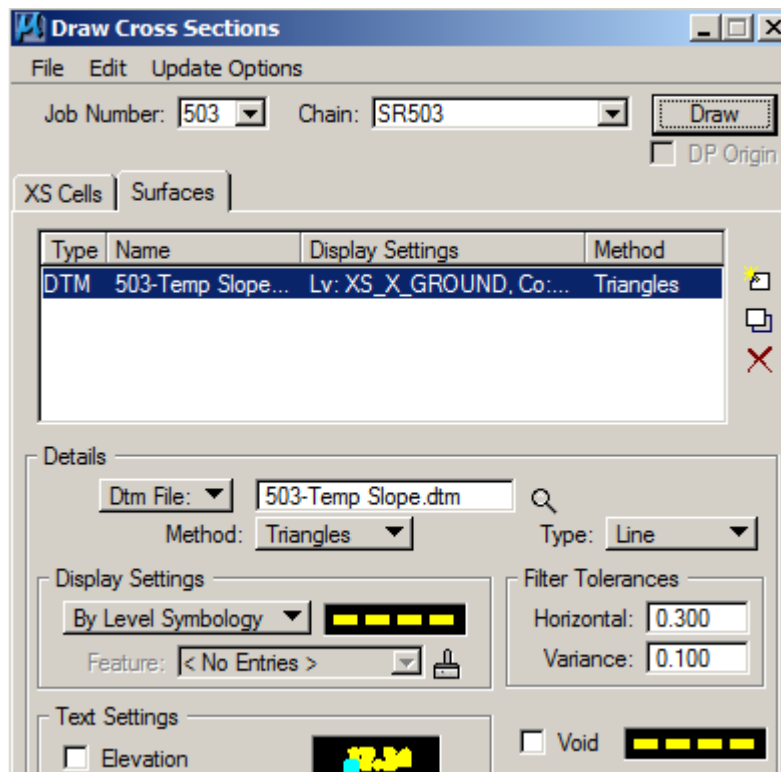 Draw Cross Sections
File Edit Update Options
Job Number: 503 Chain: SR503 Draw
DP Origin
XS Cells Surfaces
Type Name Display Settings Method
DTM 503-Temp Slope... Lv: XS_X_GROUND, Co:... Triangles
Details
Dtm File: 503-Temp Slope.dtm
Method: Triangles Type: Line
Display Settings Filter Tolerances
By Level Symbology Horizontal: 0.300
Feature: < No Entries > Variance: 0.100
Text Settings
Void
Elevation